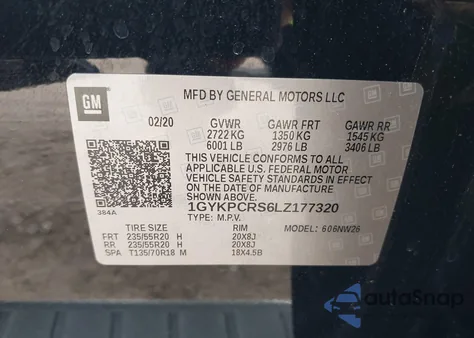 GM
MFD BY GENERAL MOTORS LLC
02/20 GVWR GAWR FRT GAWR RR
2722 KG 1350 KG 1545 KG
6001 LB 2976 LB 3406 LB
THIS VEHICLE CONFORMS TO ALL
APPLICABLE U.S. FEDERAL MOTOR
VEHICLE SAFETY STANDARDS IN
EFFECT ON THE DATE OF
MANUFACTURE SHOWN ABOVE.
384A
1GYKPCRS6LZ177320
TYPE: M.P.V. MODEL: 606NW26
TIRE SIZE RIM
FRT 235/55R20 H 20X8J
RR 235/55R20 H 20X8J
SPA T135/70R18 M 18X4.5B
autoSnap